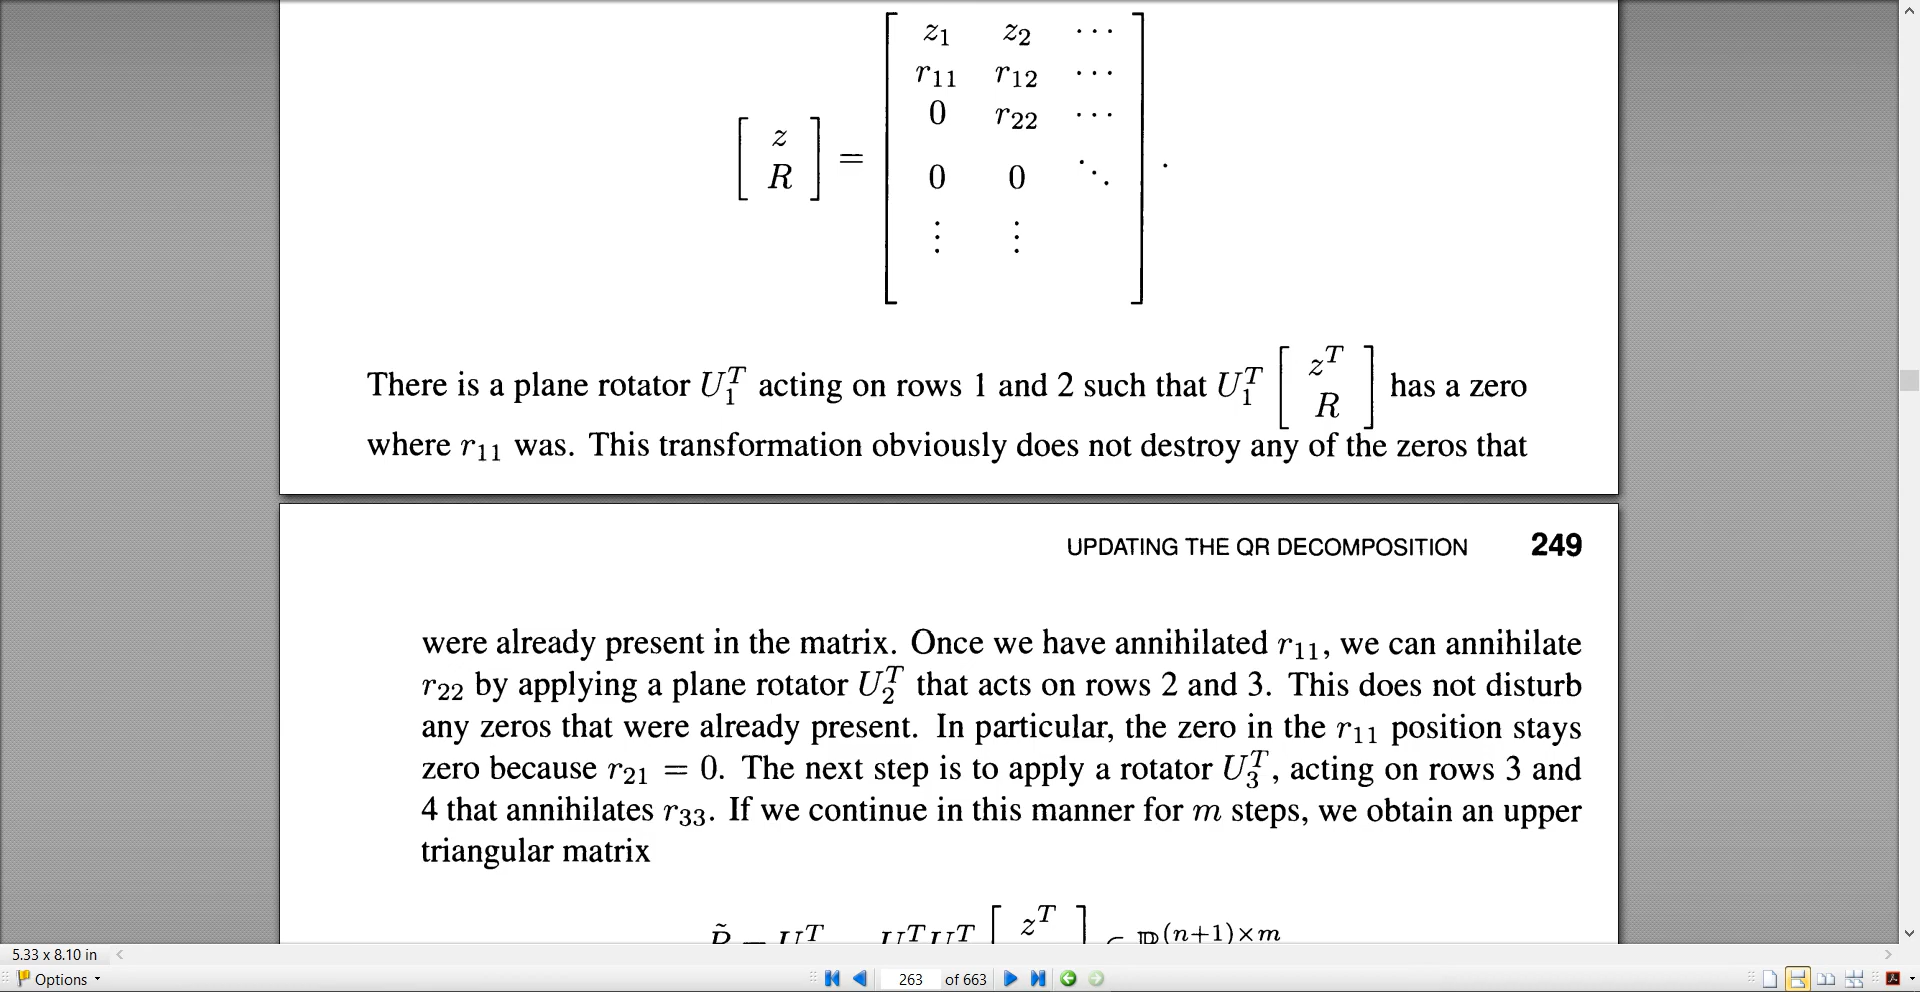 z1 z2 ⋯
r11 r12 ⋯
0 r22 ⋯
[ z R ] =
0 0 ⋱ .
⋮ ⋮
There is a plane rotator U_1^T acting on rows 1 and 2 such that U_1^T [ z^T R ] has a zero
where r11 was. This transformation obviously does not destroy any of the zeros that
UPDATING THE QR DECOMPOSITION 249
were already present in the matrix. Once we have annihilated r11, we can annihilate
r22 by applying a plane rotator U_2^T that acts on rows 2 and 3. This does not disturb
any zeros that were already present. In particular, the zero in the r11 position stays
zero because r21 = 0. The next step is to apply a rotator U_3^T, acting on rows 3 and
4 that annihilates r33. If we continue in this manner for m steps, we obtain an upper
triangular matrix
z^T (n+1)×m
5.33 x 8.10 in
Options 263 of 663